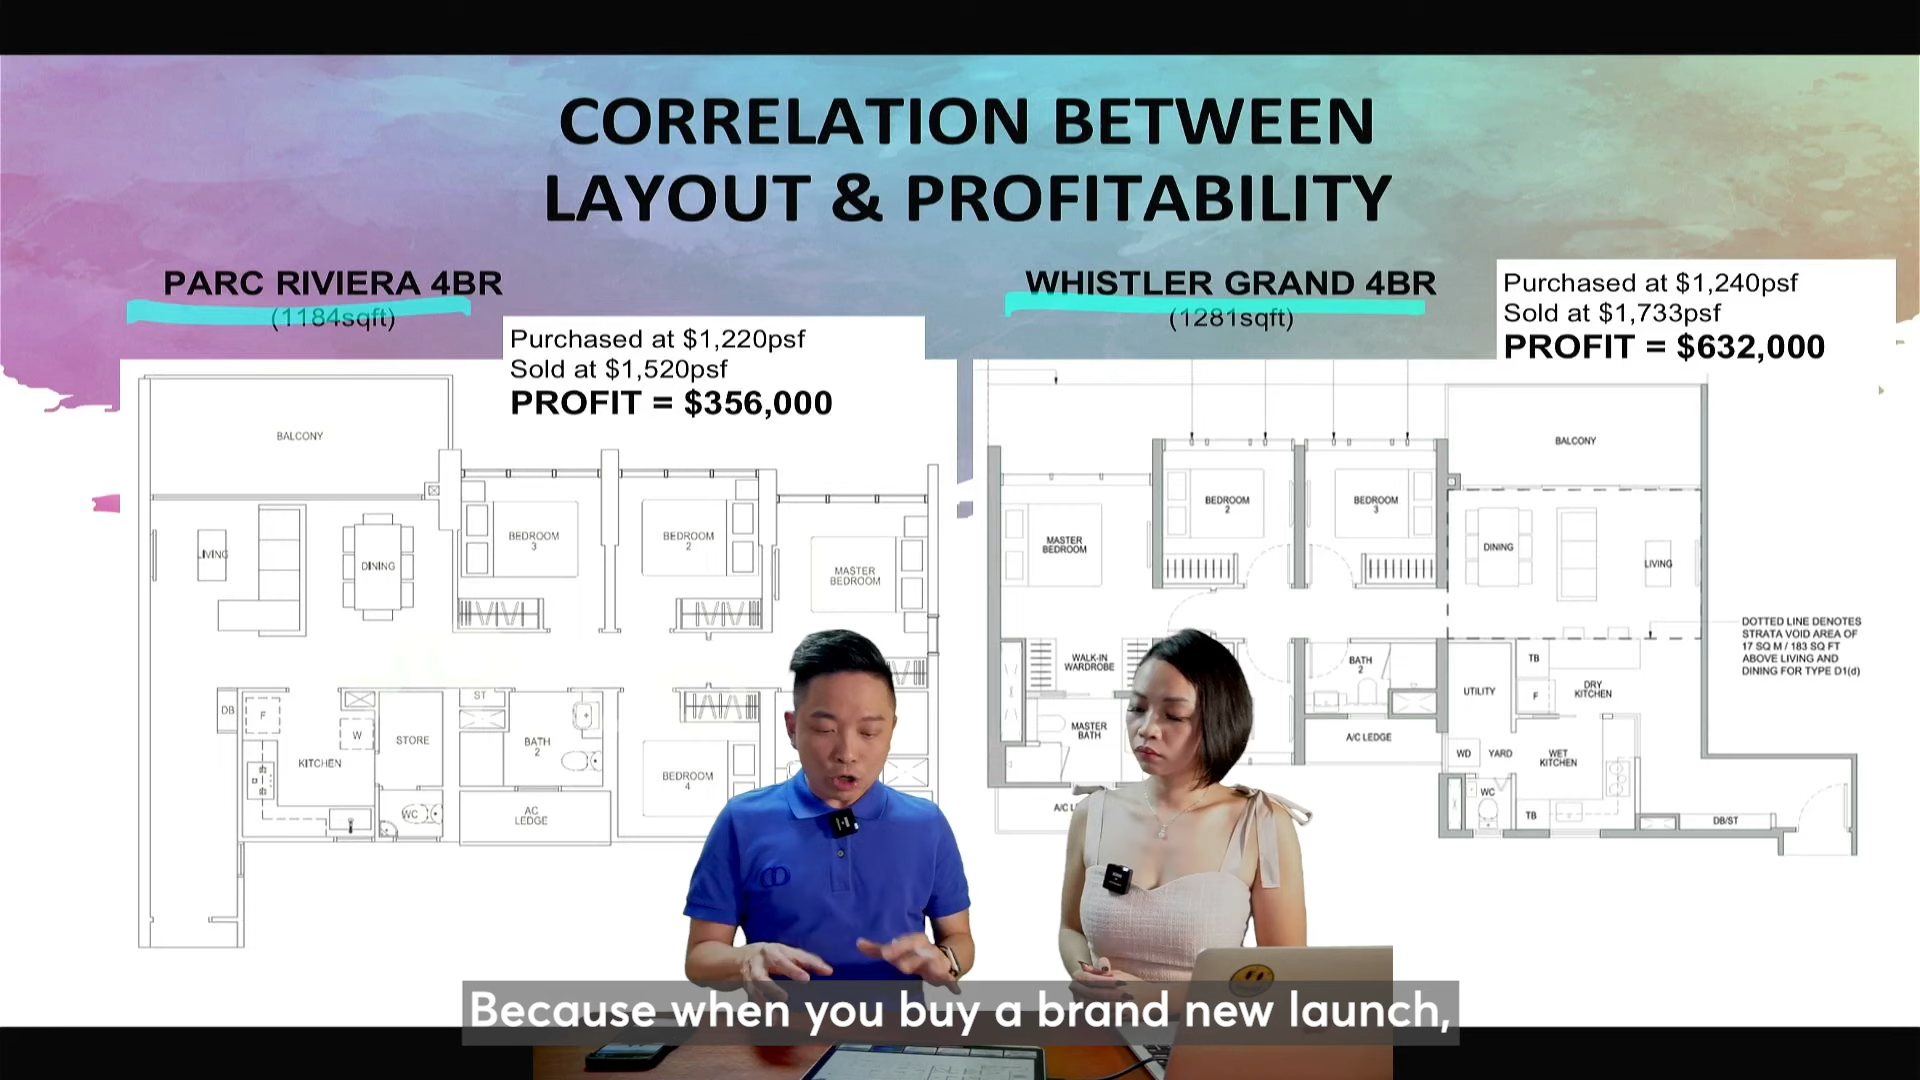 CORRELATION BETWEEN
LAYOUT & PROFITABILITY
PARC RIVIERA 4BR
(1184sqft)
Purchased at $1,220psf
Sold at $1,520psf
PROFIT = $356,000
BALCONY
LIVING
DINING
BEDROOM
3
BEDROOM
2
MASTER
BEDROOM
DB
F
W
KITCHEN
STORE
WC
ST
BATH
2
AC
LEDGE
BEDROOM
4
WHISTLER GRAND 4BR
(1281sqft)
Purchased at $1,240psf
Sold at $1,733psf
PROFIT = $632,000
MASTER
BEDROOM
BEDROOM
2
BEDROOM
3
BALCONY
DINING
LIVING
DOTTED LINE DENOTES
STRATA VOID AREA OF
17 SQ M / 183 SQ FT
ABOVE LIVING AND
DINING FOR TYPE D1(d)
WALK-IN
WARDROBE
MASTER
BATH
BATH
2
A/C LEDGE
A/C L
UTILITY
TB
F
DRY
KITCHEN
WD
YARD
WET
KITCHEN
WC
TB
DB/ST
Because when you buy a brand new launch,